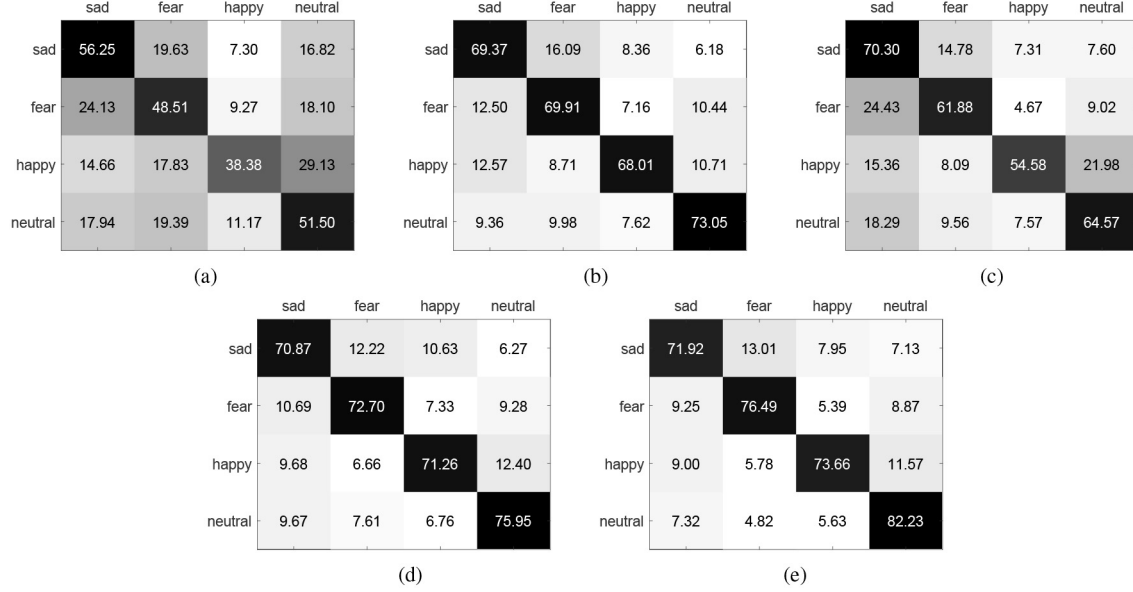 sad fear happy neutral
sad 56.25 19.63 7.30 16.82
fear 24.13 48.51 9.27 18.10
happy 14.66 17.83 38.38 29.13
neutral 17.94 19.39 11.17 51.50
(a)
sad fear happy neutral
sad 69.37 16.09 8.36 6.18
fear 12.50 69.91 7.16 10.44
happy 12.57 8.71 68.01 10.71
neutral 9.36 9.98 7.62 73.05
(b)
sad fear happy neutral
sad 70.30 14.78 7.31 7.60
fear 24.43 61.88 4.67 9.02
happy 15.36 8.09 54.58 21.98
neutral 18.29 9.56 7.57 64.57
(c)
sad fear happy neutral
sad 70.87 12.22 10.63 6.27
fear 10.69 72.70 7.33 9.28
happy 9.68 6.66 71.26 12.40
neutral 9.67 7.61 6.76 75.95
(d)
sad fear happy neutral
sad 71.92 13.01 7.95 7.13
fear 9.25 76.49 5.39 8.87
happy 9.00 5.78 73.66 11.57
neutral 7.32 4.82 5.63 82.23
(e)